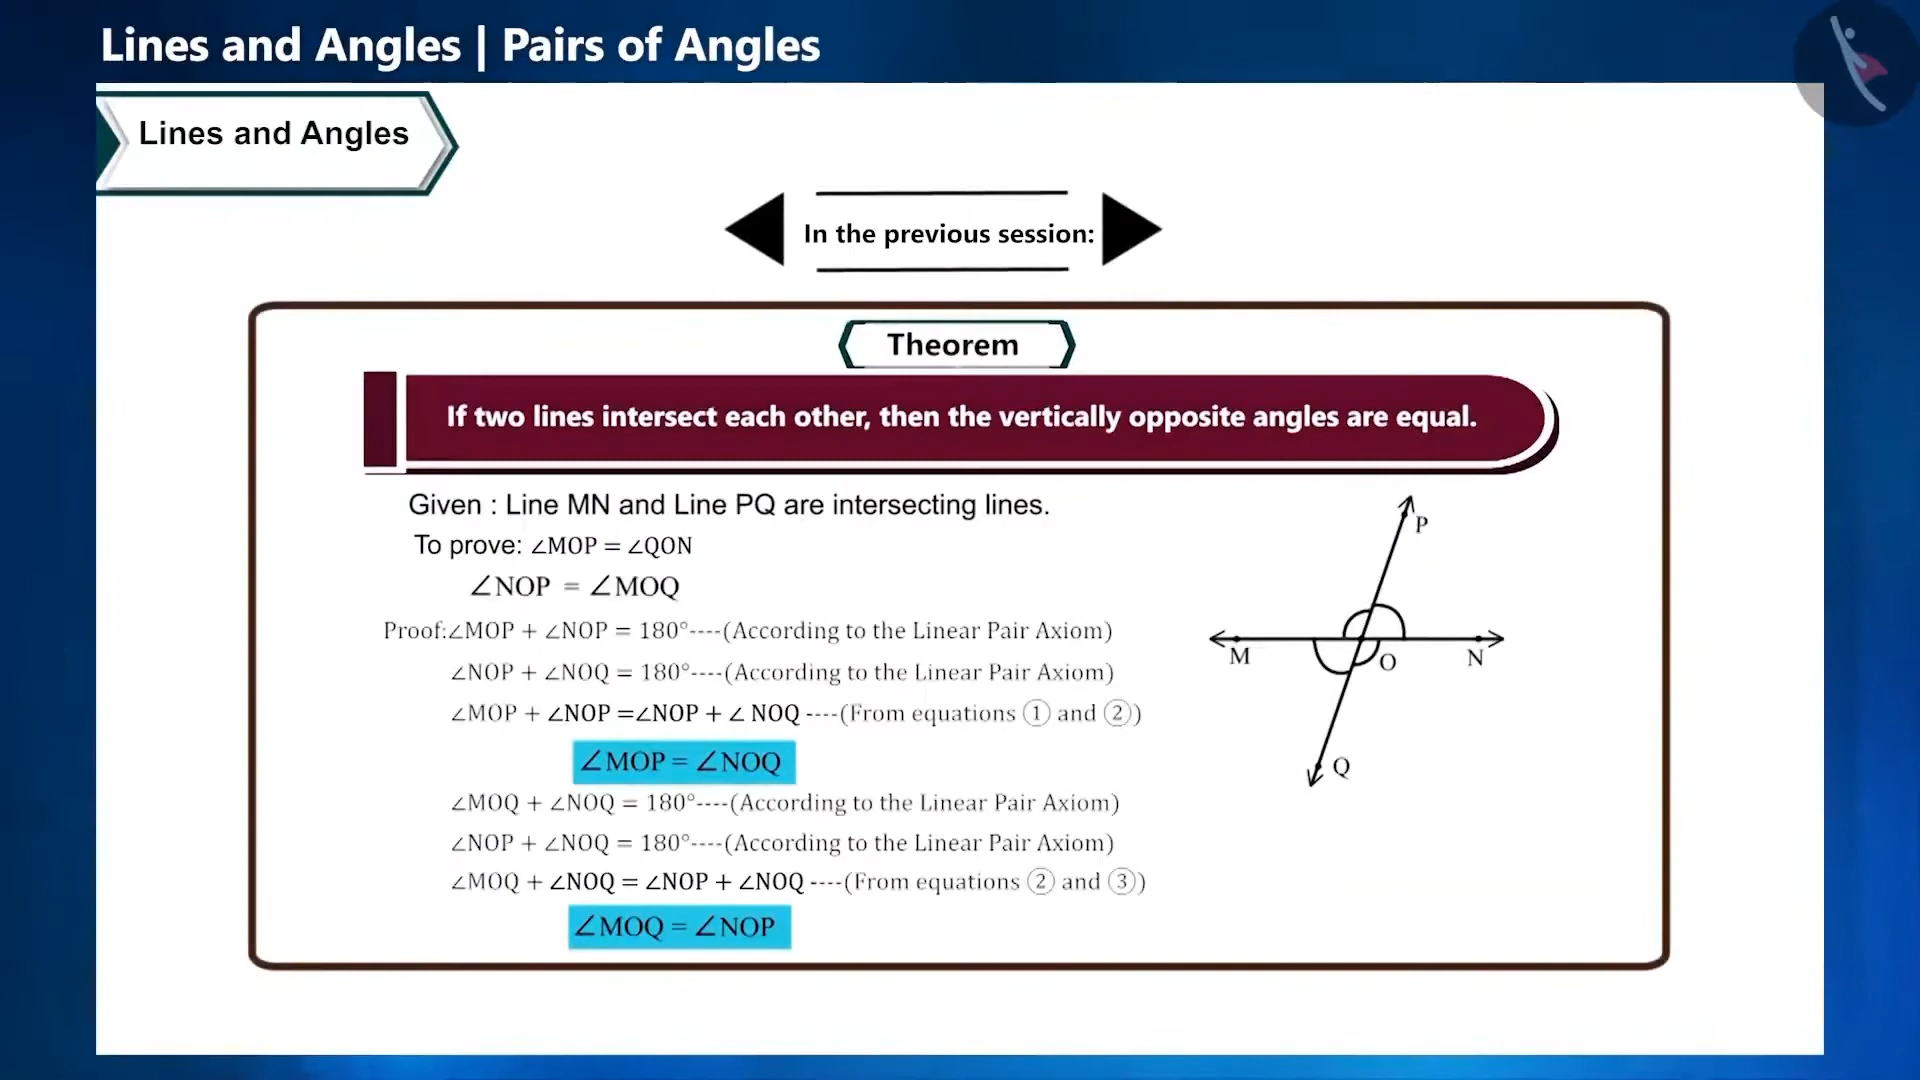 Lines and Angles | Pairs of Angles
Lines and Angles
In the previous session:
Theorem
If two lines intersect each other, then the vertically opposite angles are equal.
Given : Line MN and Line PQ are intersecting lines.
To prove: ∠MOP = ∠QON
∠NOP = ∠MOQ
Proof:∠MOP + ∠NOP = 180°----(According to the Linear Pair Axiom)
∠NOP + ∠NOQ = 180°----(According to the Linear Pair Axiom)
∠MOP + ∠NOP =∠NOP + ∠ NOQ ----(From equations ① and ②)
∠MOP = ∠NOQ
∠MOQ + ∠NOQ = 180°----(According to the Linear Pair Axiom)
∠NOP + ∠NOQ = 180°----(According to the Linear Pair Axiom)
∠MOQ + ∠NOQ = ∠NOP + ∠NOQ ----(From equations ② and ③)
∠MOQ = ∠NOP
P
M
O
N
Q